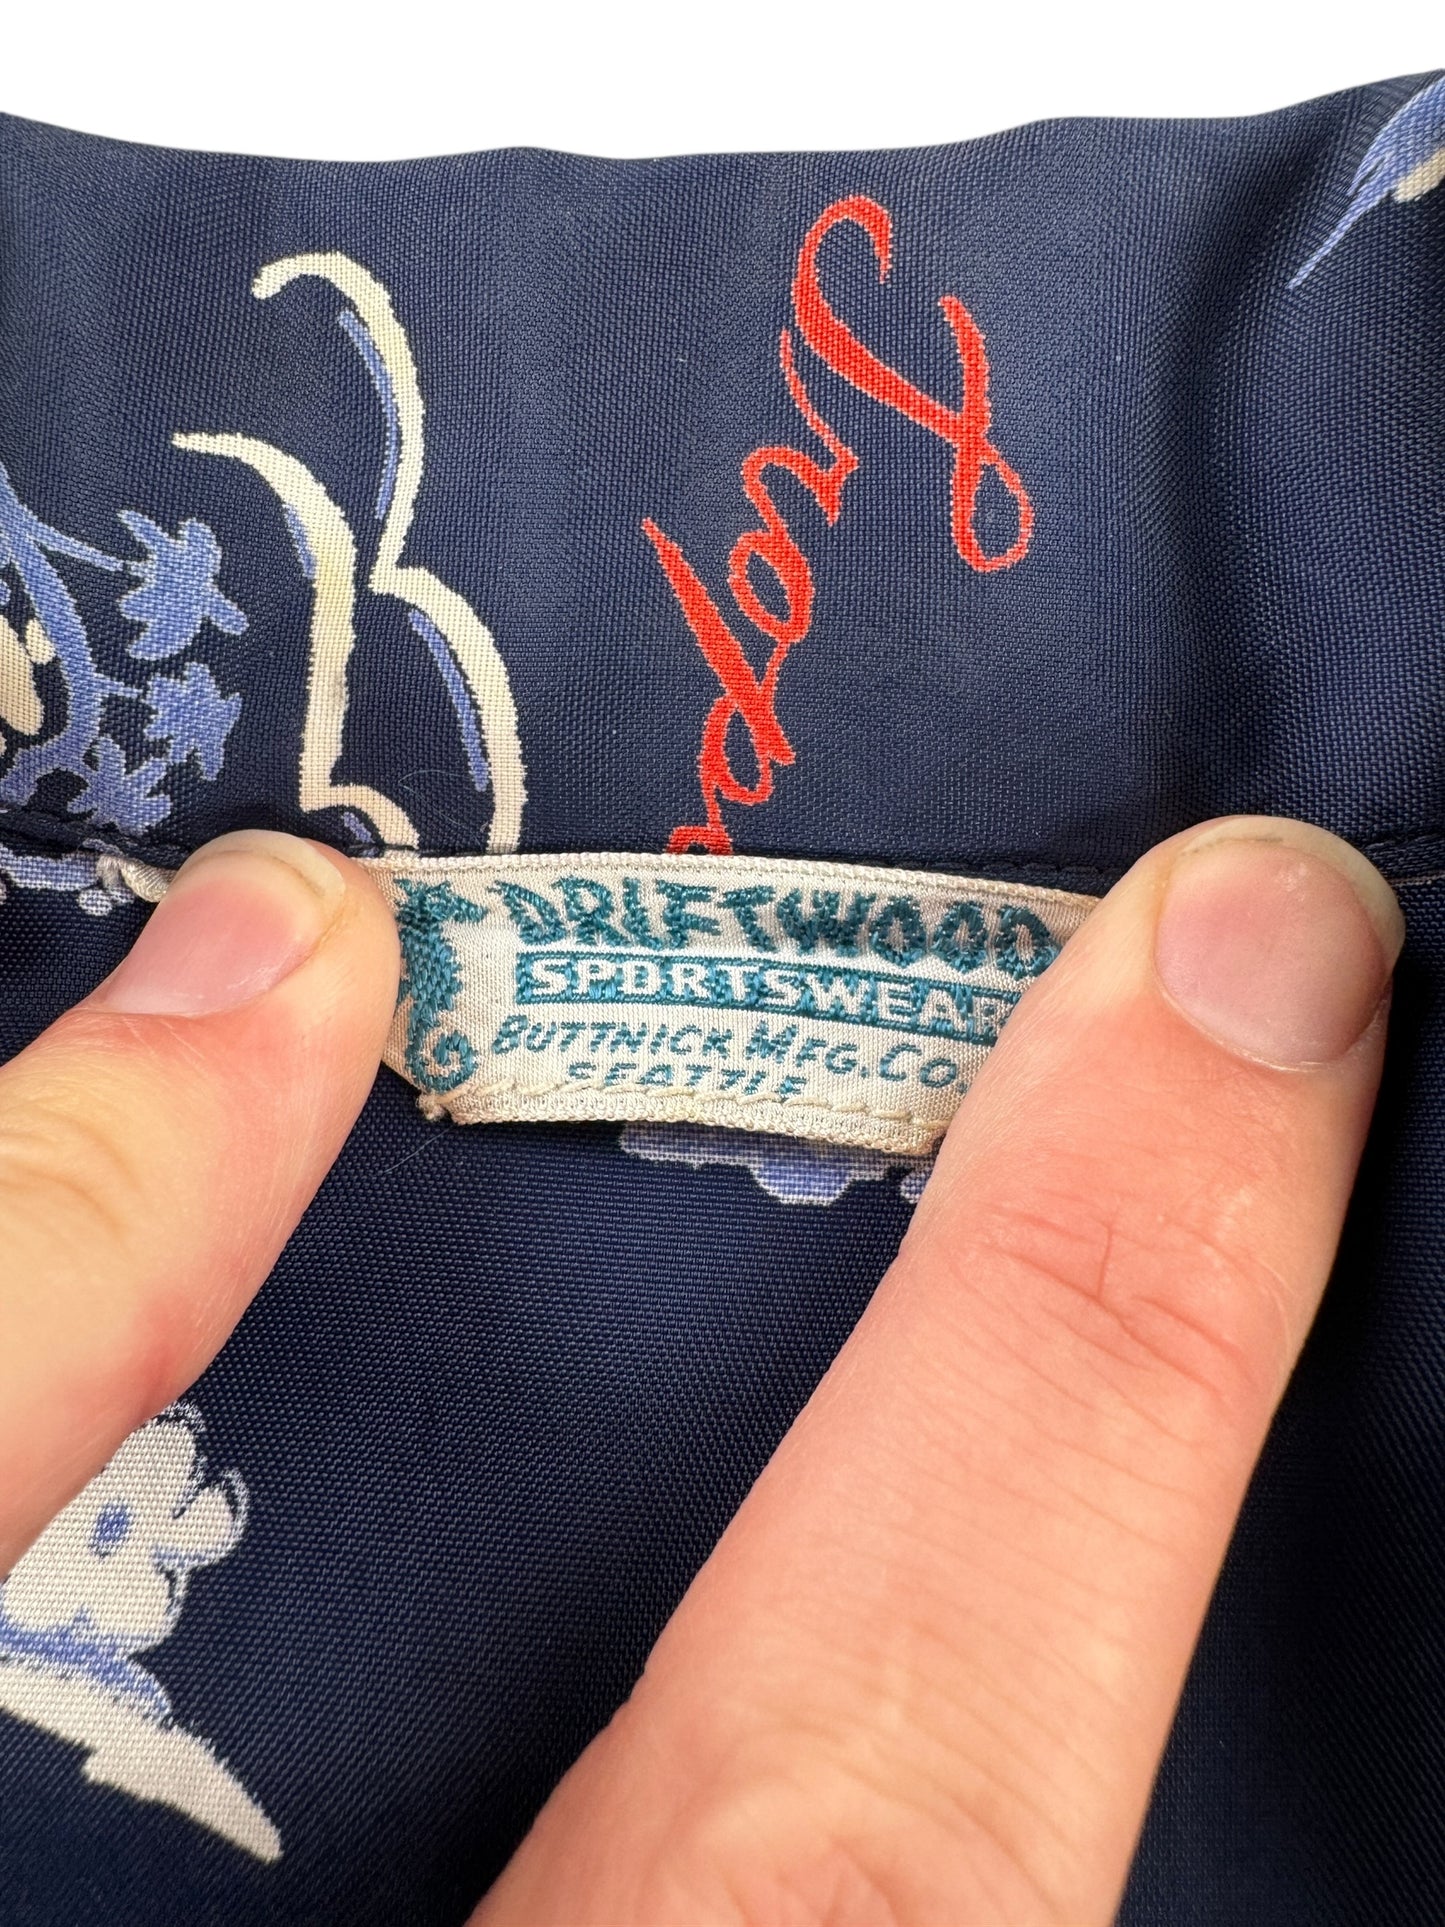 DRIFTWOOD
SPORTSWEAR
BUTTNICK MFG. CO.
SEATTLE